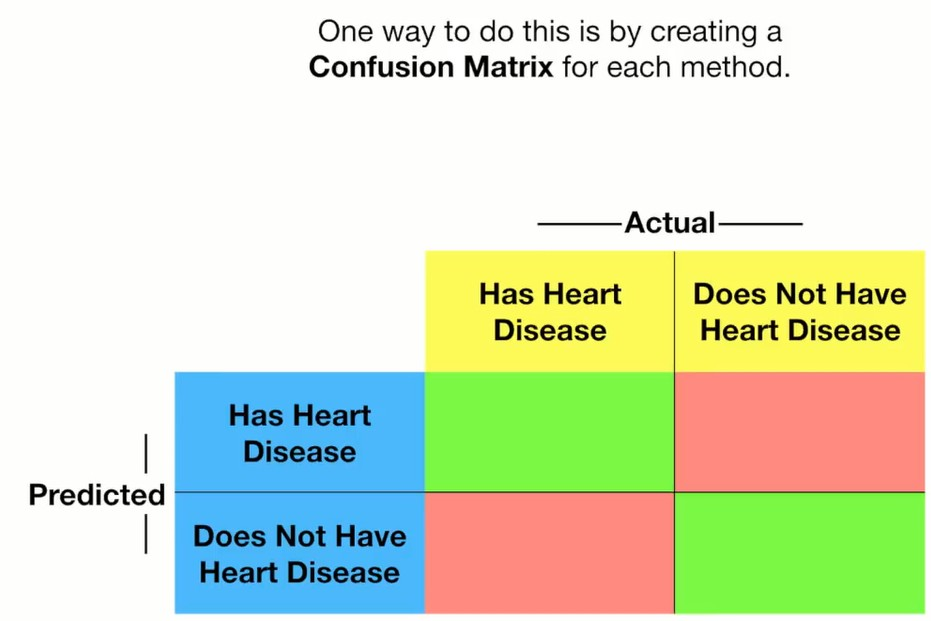 One way to do this is by creating a
Confusion Matrix for each method.
Actual
Has Heart
Disease
Does Not Have
Heart Disease
Has Heart
Disease
Predicted
Does Not Have
Heart Disease